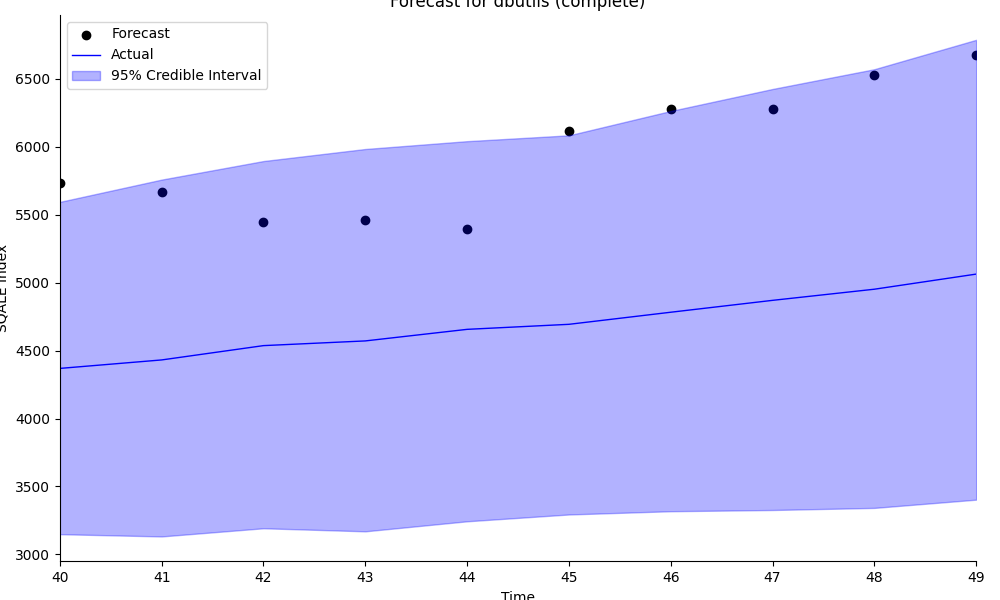 Forecast for dbutils (complete)
Forecast
Actual
95% Credible Interval
SQALE Index
6500
6000
5500
5000
4500
4000
3500
3000
40 41 42 43 44 45 46 47 48 49
Time